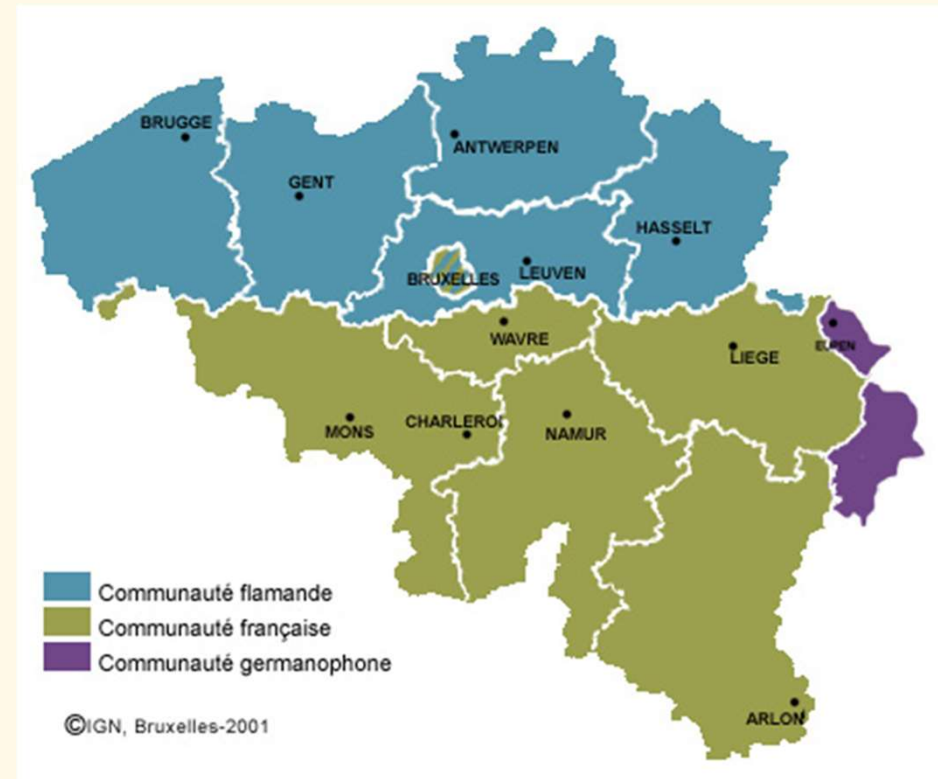 BRUGGE
ANTWERPEN
GENT
HASSELT
BRUXELLES
LEUVEN
WAVRE
LIEGE
EUPEN
MONS
CHARLEROI
NAMUR
Communauté flamande
Communauté française
Communauté germanophone
©IGN, Bruxelles-2001
ARLON